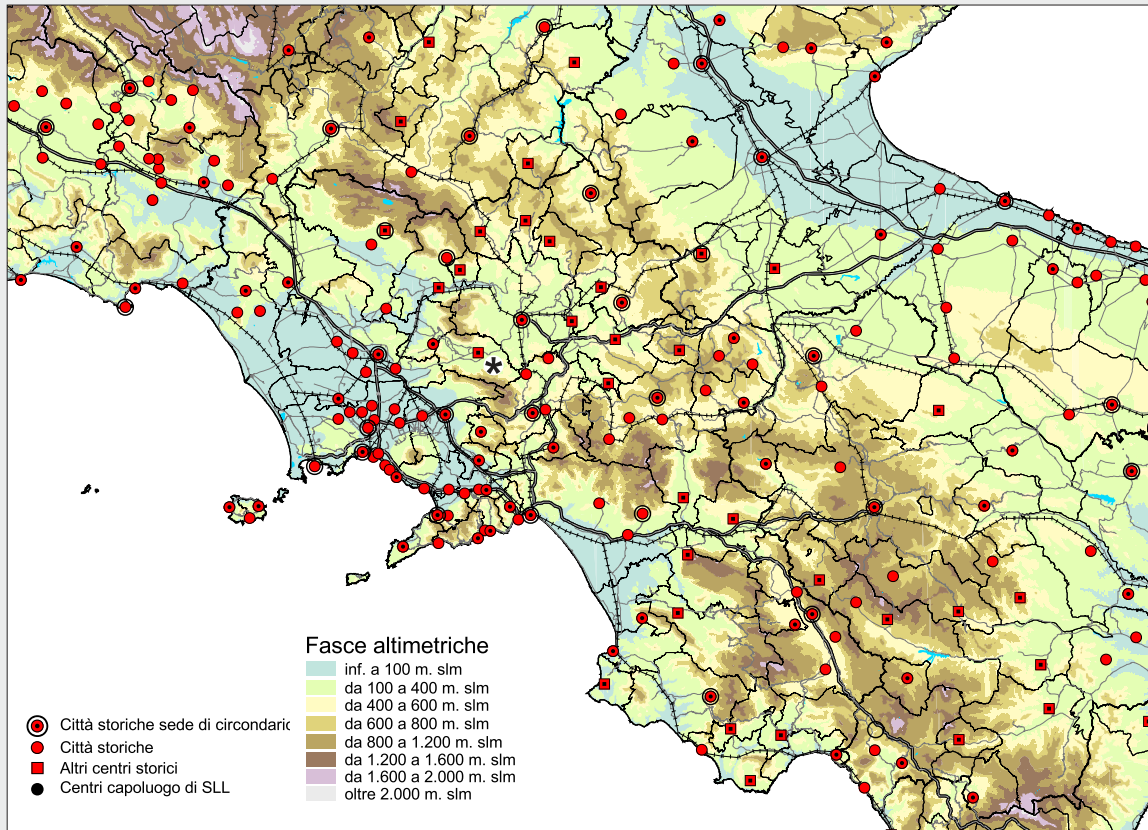 *
Fasce altimetriche
inf. a 100 m. slm
da 100 a 400 m. slm
da 400 a 600 m. slm
da 600 a 800 m. slm
da 800 a 1.200 m. slm
da 1.200 a 1.600 m. slm
da 1.600 a 2.000 m. slm
oltre 2.000 m. slm
Città storiche sede di circondaric
Città storiche
Altri centri storici
Centri capoluogo di SLL